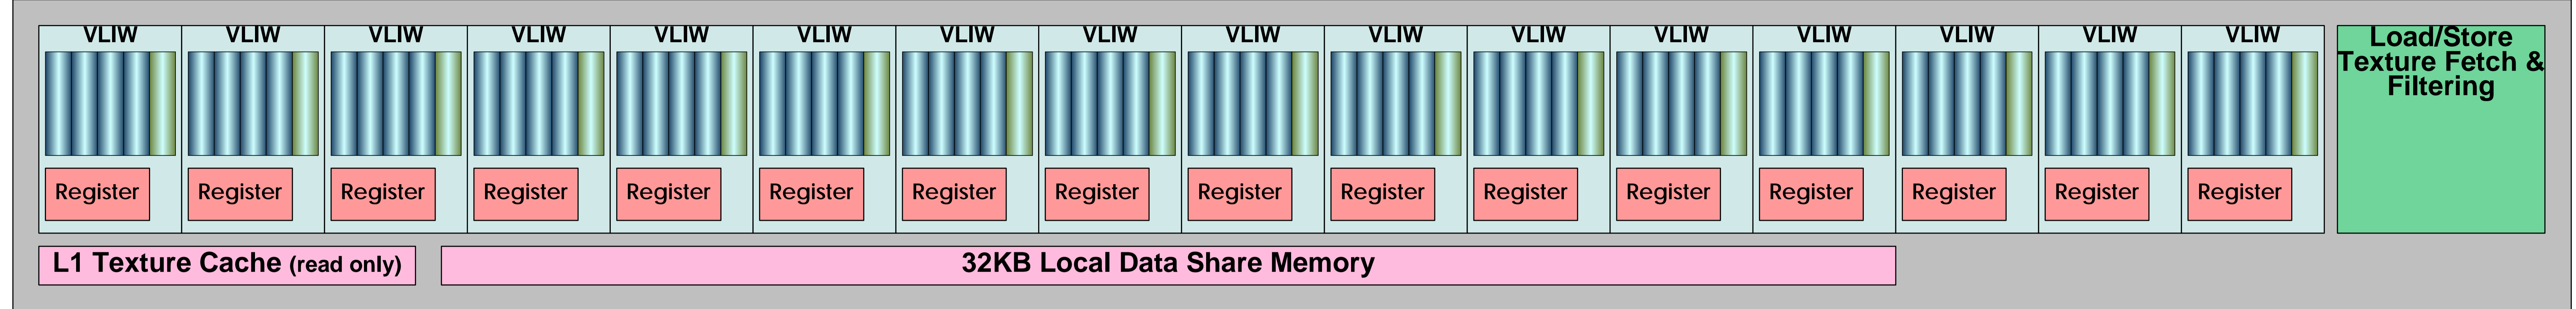 VLIW VLIW VLIW VLIW VLIW VLIW VLIW VLIW VLIW VLIW VLIW VLIW VLIW VLIW VLIW VLIW
Load/Store
Texture Fetch &
Filtering
Register Register Register Register Register Register Register Register Register Register Register Register Register Register Register Register
L1 Texture Cache (read only)
32KB Local Data Share Memory